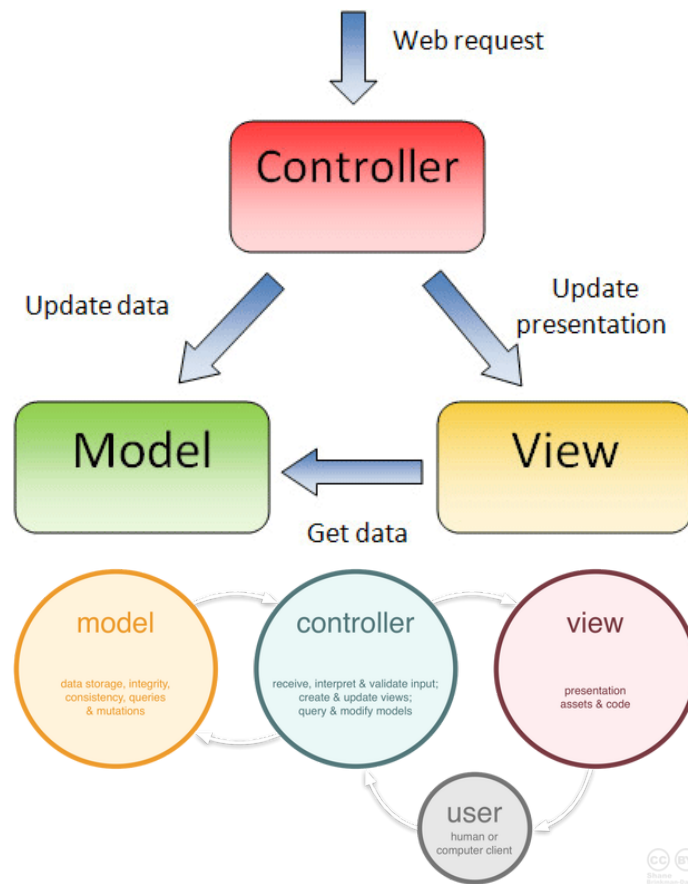 Web request
Controller
Update data
Update
presentation
Model
View
Get data
model
data storage, integrity,
consistency, queries
& mutations
controller
receive, interpret & validate input;
create & update views;
query & modify models
view
presentation
assets & code
user
human or
computer client
CC BY